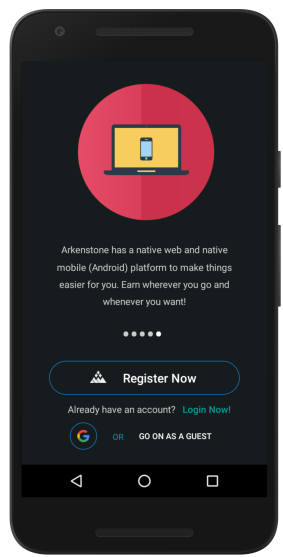 Arkenstone has a native web and native
mobile (Android) platform to make things
easier for you. Earn wherever you go and
whenever you want!
Register Now
Already have an account? Login Now!
OR GO ON AS A GUEST